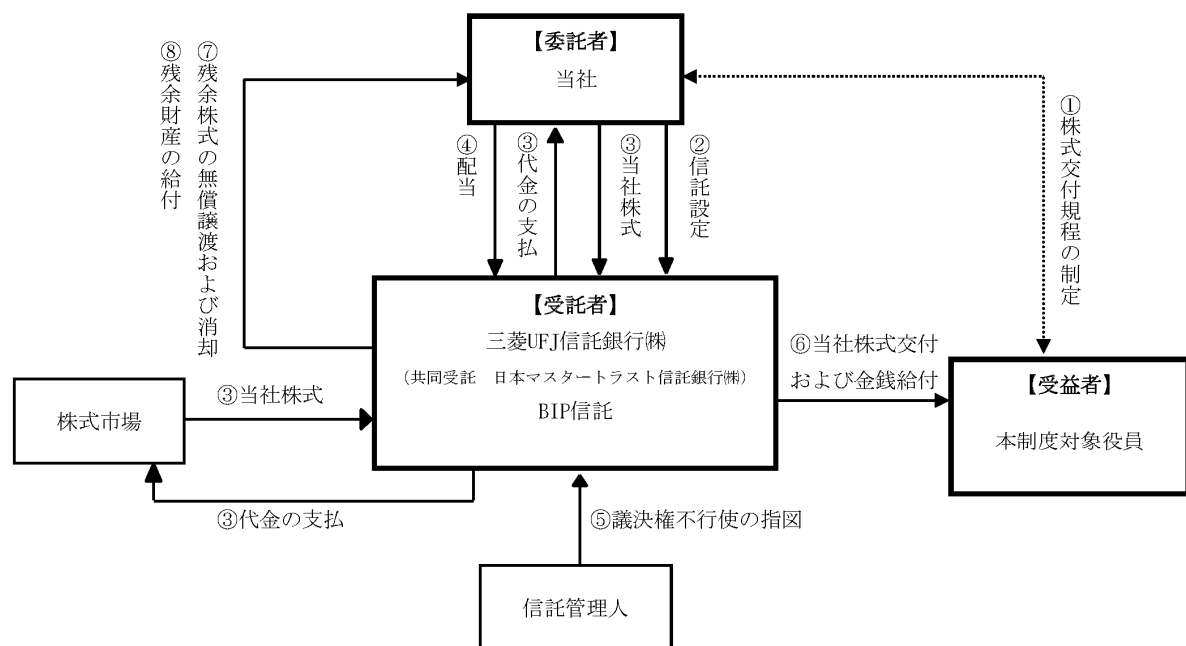 【委託者】
当社
⑧残余財産の給付
⑦残余株式の無償譲渡および消却
④配当
③代金の支払
③当社株式
②信託設定
①株式交付規程の制定
【受託者】
三菱UFJ信託銀行㈱
（共同受託　日本マスタートラスト信託銀行㈱）
BIP信託
⑥当社株式交付
および金銭給付
【受益者】
本制度対象役員
株式市場
③当社株式
③代金の支払
⑤議決権不行使の指図
信託管理人